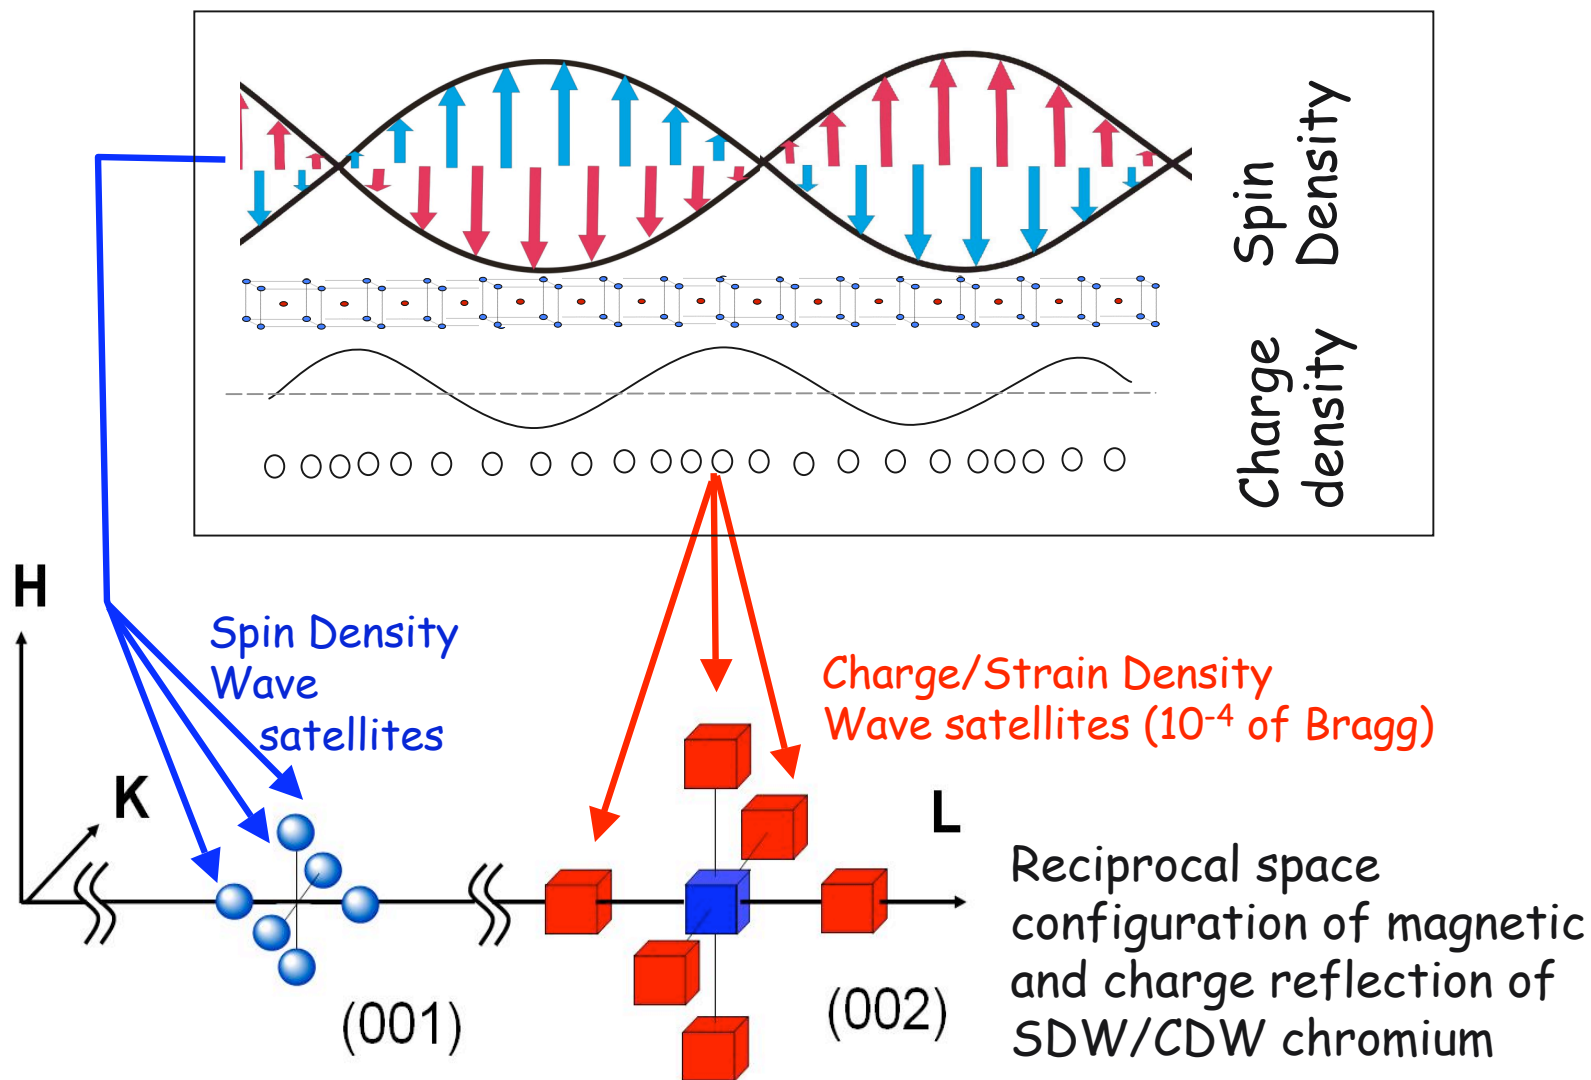 Spin
Density
Charge
density
H
Spin Density
Wave
satellites
Charge/Strain Density
Wave satellites (10⁻⁴ of Bragg)
K
L
Reciprocal space
configuration of magnetic
and charge reflection of
SDW/CDW chromium
(001)
(002)